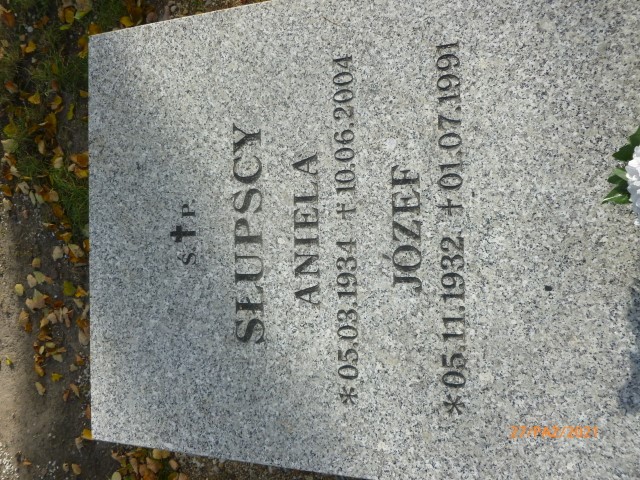 Ś.✝P.
SŁUPSCY
ANIELA
*05.03.1934 +10.06.2004
JÓZEF
*05.11.1932 +01.07.1991